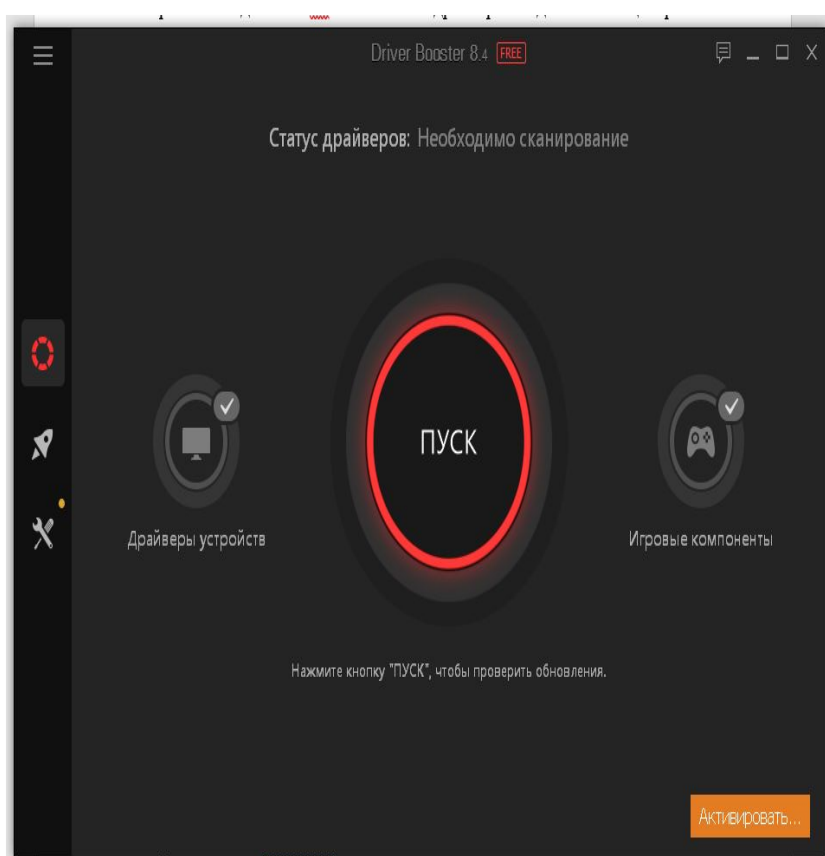 Driver Booster 8.4 FREE
Статус драйверов: Необходимо сканирование
ПУСК
Драйверы устройств
Игровые компоненты
Нажмите кнопку "ПУСК", чтобы проверить обновления.
Активировать...